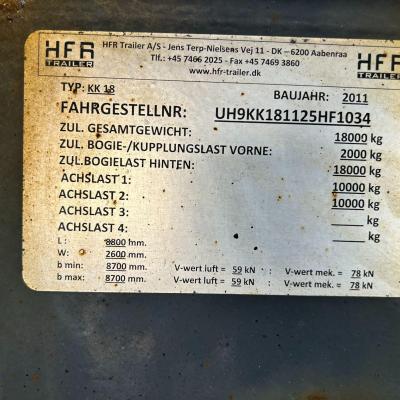 HFR TRAILER
HFR Trailer A/S - Jens Terp-Nielsens Vej 11 - DK – 6200 Aabenraa
Tlf.: +45 7466 2025 - Fax +45 7469 3860
www.hfr-trailer.dk
HFR TRAILER
TYP: KK 18 BAUJAHR: 2011
FAHRGESTELLNR: UH9KK181125HF1034
ZUL. GESAMTGEWICHT: 18000 kg
ZUL. BOGIE-/KUPPLUNGSLAST VORNE: 2000 kg
ZUL.BOGIELAST HINTEN: 18000 kg
ACHSLAST 1: 10000 kg
ACHSLAST 2: 10000 kg
ACHSLAST 3: ____ kg
ACHSLAST 4: ____ kg
L : 8800 mm.
W: 2600 mm.
b min: 8700 mm. V-wert luft = 59 kN : V-wert mek. = 78 kN
b max: 8700 mm. V-wert luft = 59 kN : V-wert mek. = 78 kN